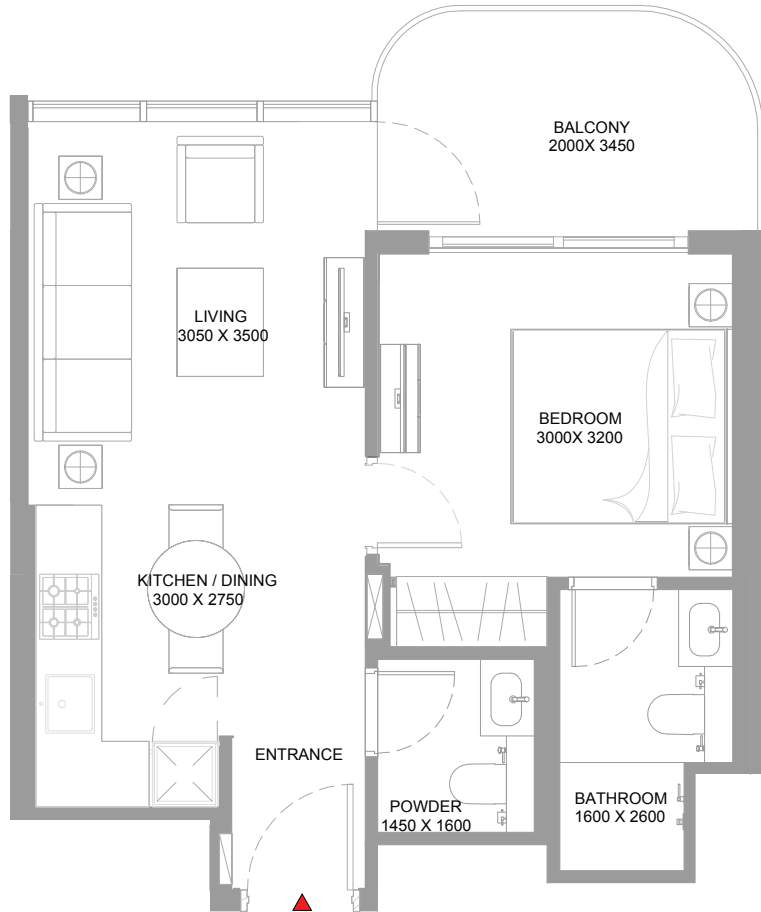 BALCONY
2000X 3450
LIVING
3050 X 3500
BEDROOM
3000X 3200
KITCHEN / DINING
3000 X 2750
ENTRANCE
POWDER
1450 X 1600
BATHROOM
1600 X 2600